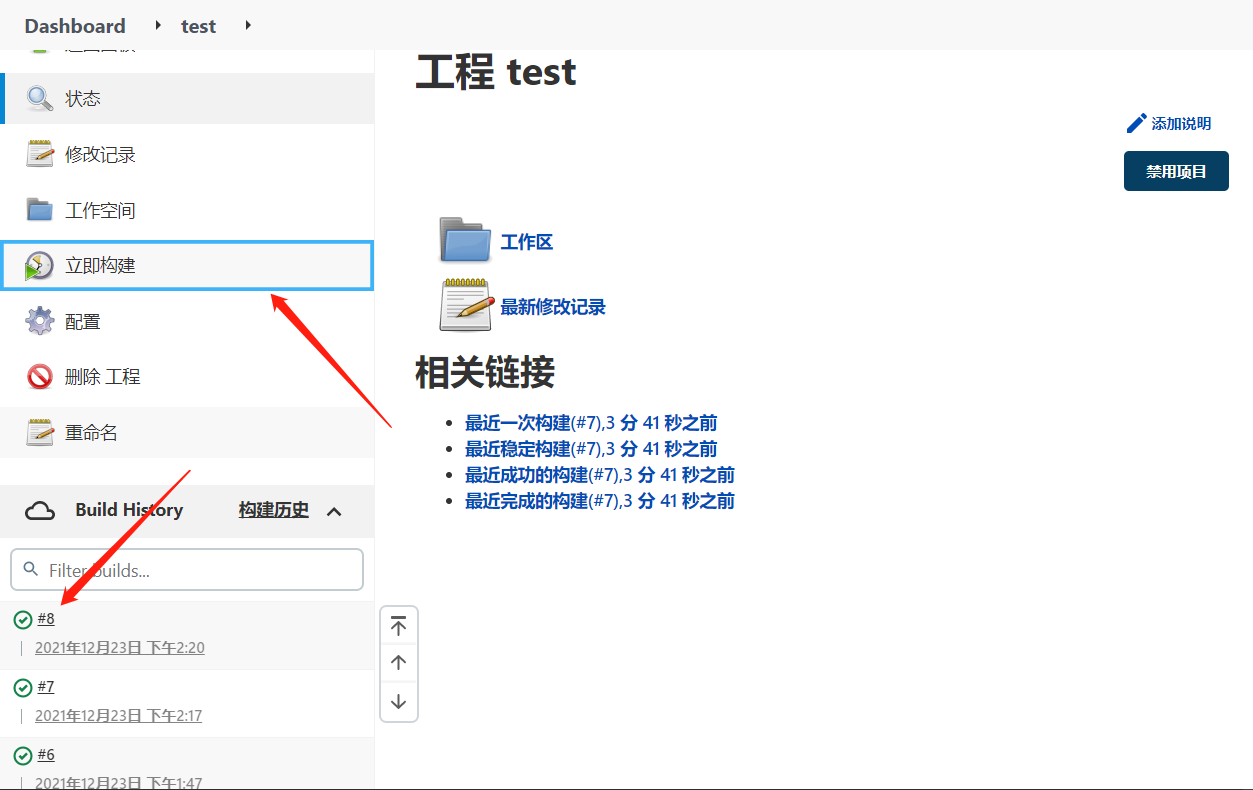 Dashboard
test
状态
修改记录
工作空间
立即构建
配置
删除 工程
重命名
Build History
构建历史
Filter builds...
#8
2021年12月23日 下午2:20
#7
2021年12月23日 下午2:17
#6
2021年12月23日 下午1:47
工程 test
添加说明
禁用项目
工作区
最新修改记录
相关链接
最近一次构建(#7),3 分 41 秒之前
最近稳定构建(#7),3 分 41 秒之前
最近成功的构建(#7),3 分 41 秒之前
最近完成的构建(#7),3 分 41 秒之前